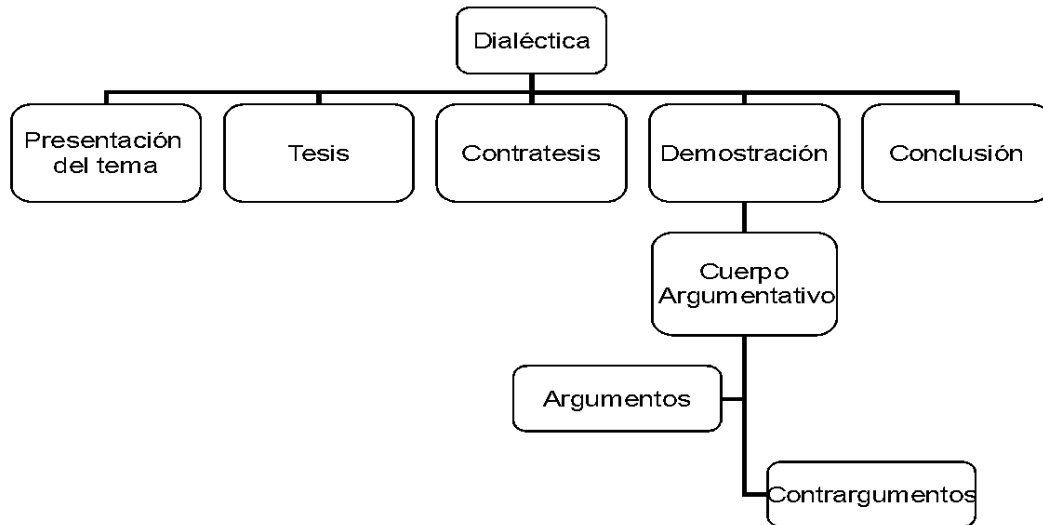 Dialéctica
Presentación
del tema
Tesis
Contratesis
Demostración
Conclusión
Cuerpo
Argumentativo
Argumentos
Contrargumentos